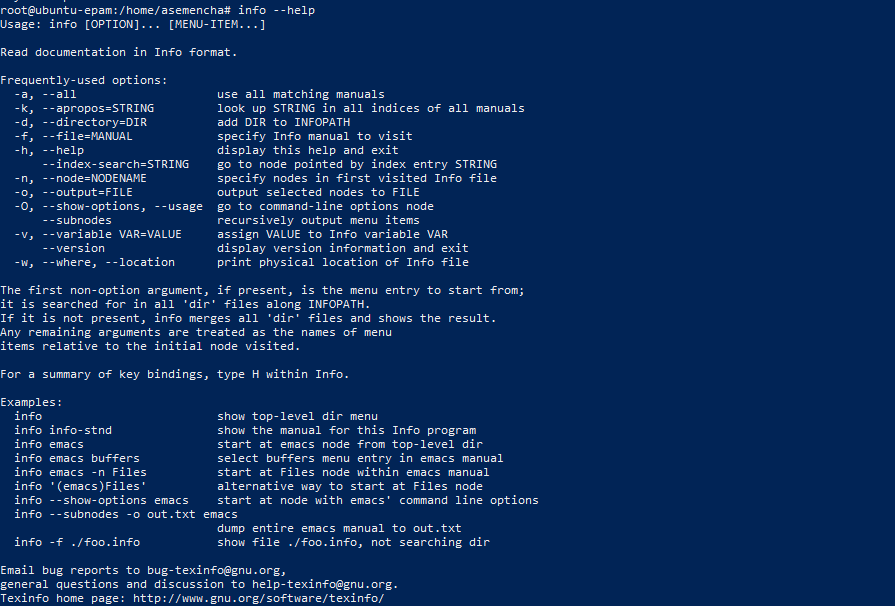 root@ubuntu-epam:/home/asemencha# info --help
Usage: info [OPTION]... [MENU-ITEM...]

Read documentation in Info format.

Frequently-used options:
  -a, --all                    use all matching manuals
  -k, --apropos=STRING         look up STRING in all indices of all manuals
  -d, --directory=DIR          add DIR to INFOPATH
  -f, --file=MANUAL            specify Info manual to visit
  -h, --help                   display this help and exit
      --index-search=STRING    go to node pointed by index entry STRING
  -n, --node=NODENAME          specify nodes in first visited Info file
  -o, --output=FILE            output selected nodes to FILE
  -O, --show-options, --usage  go to command-line options node
      --subnodes               recursively output menu items
  -v, --variable VAR=VALUE     assign VALUE to Info variable VAR
      --version                display version information and exit
  -w, --where, --location      print physical location of Info file

The first non-option argument, if present, is the menu entry to start from;
it is searched for in all 'dir' files along INFOPATH.
If it is not present, info merges all 'dir' files and shows the result.
Any remaining arguments are treated as the names of menu
items relative to the initial node visited.

For a summary of key bindings, type H within Info.

Examples:
  info                         show top-level dir menu
  info info-stnd               show the manual for this Info program
  info emacs                   start at emacs node from top-level dir
  info emacs buffers           select buffers menu entry in emacs manual
  info emacs -n Files          start at Files node within emacs manual
  info '(emacs)Files'          alternative way to start at Files node
  info --show-options emacs    start at node with emacs' command line options
  info --subnodes -o out.txt emacs
                               dump entire emacs manual to out.txt
  info -f ./foo.info           show file ./foo.info, not searching dir

Email bug reports to bug-texinfo@gnu.org,
general questions and discussion to help-texinfo@gnu.org.
Texinfo home page: http://www.gnu.org/software/texinfo/